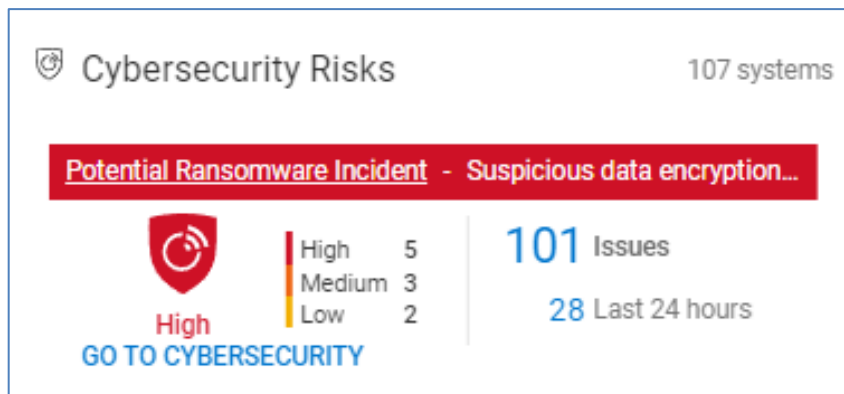 Cybersecurity Risks 107 systems
Potential Ransomware Incident - Suspicious data encryption...
High 5
Medium 3
Low 2
High
GO TO CYBERSECURITY
101 Issues
28 Last 24 hours